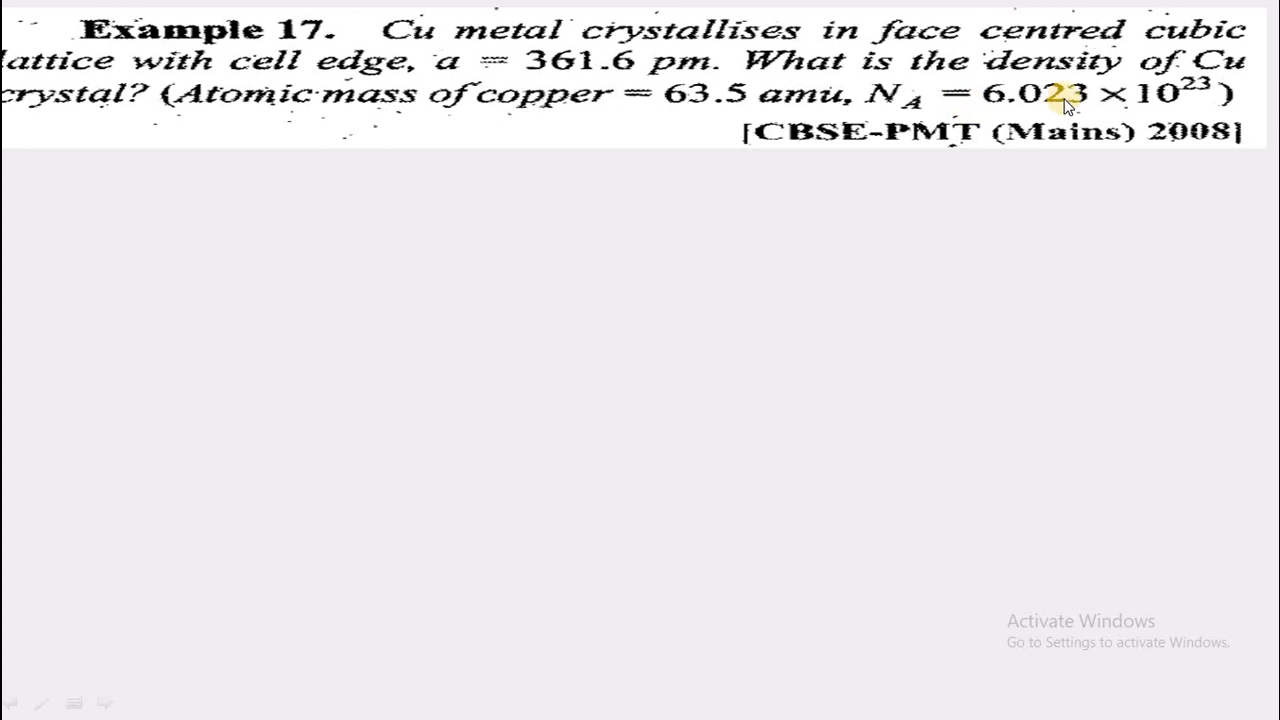 Example 17. Cu metal crystallises in face centred cubic
lattice with cell edge, a = 361.6 pm. What is the density of Cu
crystal? (Atomic mass of copper = 63.5 amu, N_A = 6.023 × 10²³)
[CBSE-PMT (Mains) 2008]
Activate Windows
Go to Settings to activate Windows.